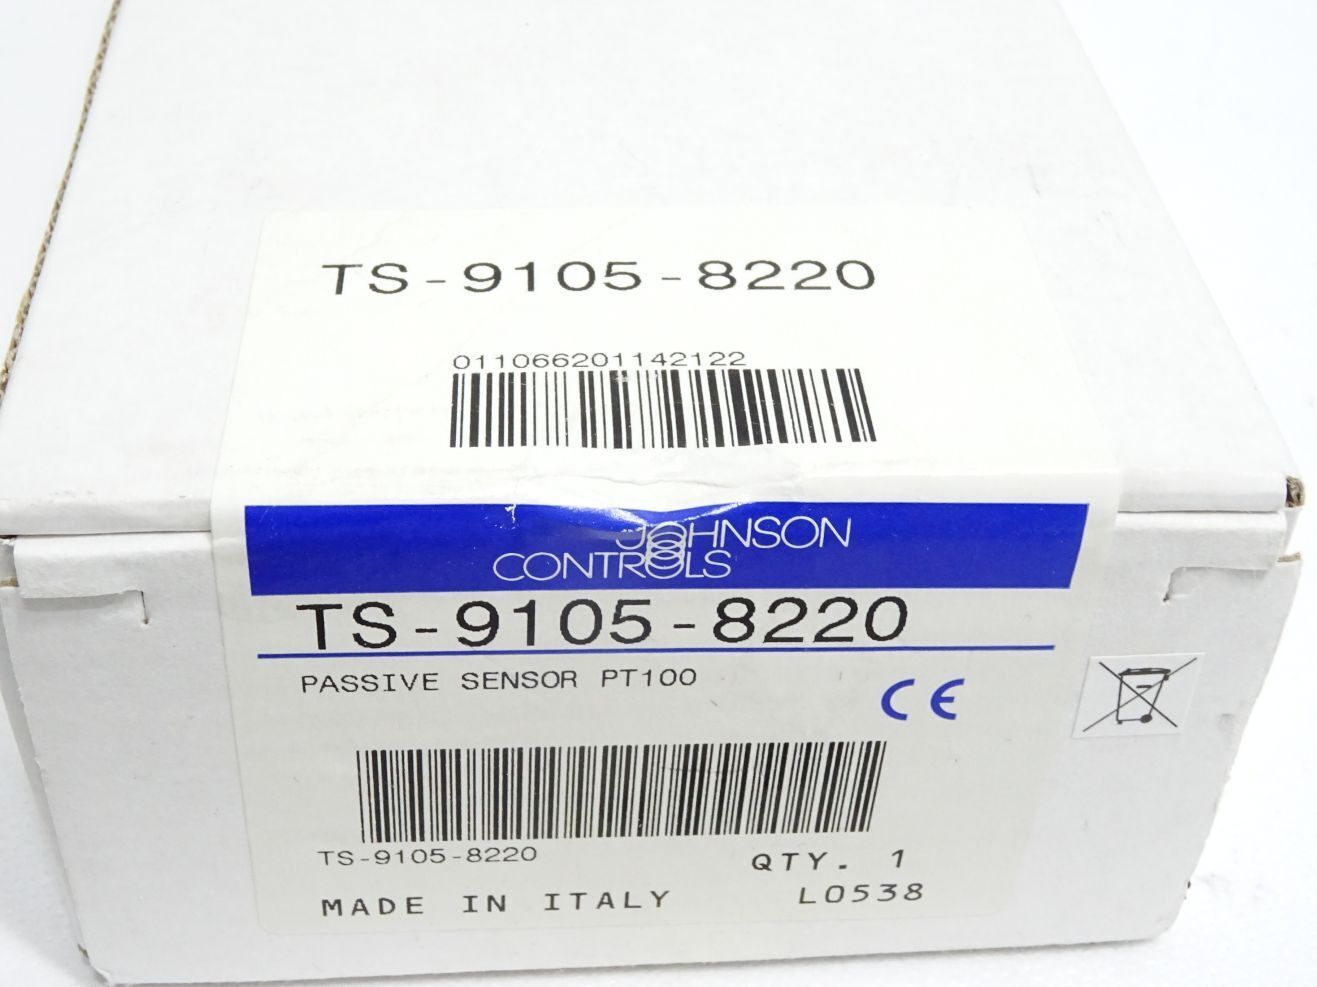 TS-9105-8220
011066201142122
JOHNSON
CONTROLS
TS-9105-8220
PASSIVE SENSOR PT100
CE
TS-9105-8220
QTY. 1
MADE IN ITALY
L0538